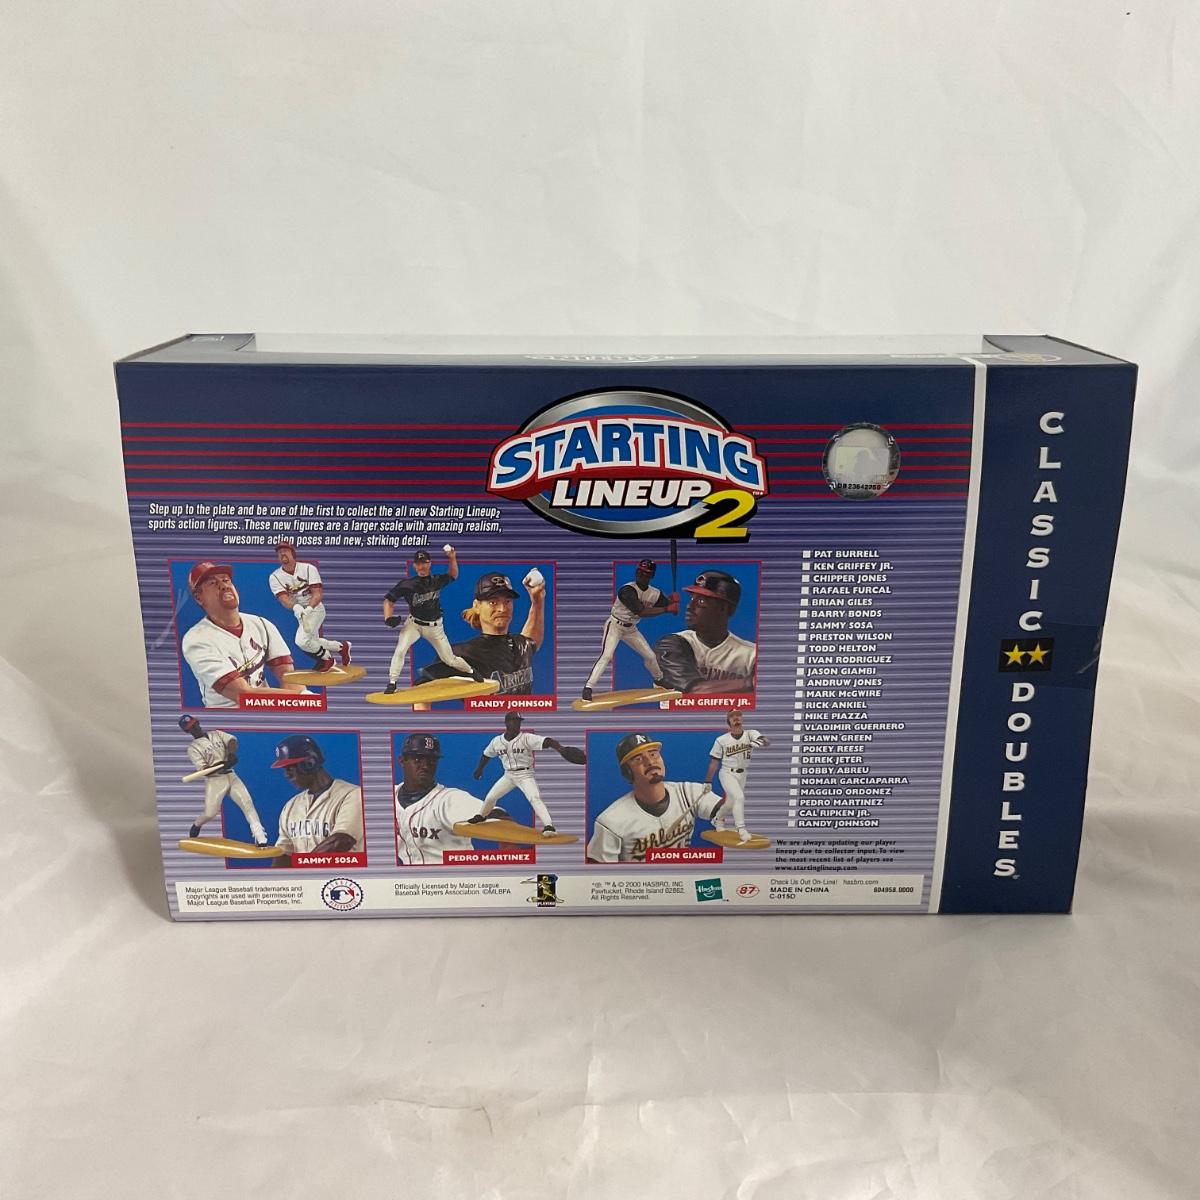 STARTING
LINEUP 2™
DB23642750
Step up to the plate and be one of the first to collect the all new Starting Lineup2
sports action figures. These new figures are a larger scale with amazing realism,
awesome action poses and new, striking detail.
MARK MCGWIRE
RANDY JOHNSON
KEN GRIFFEY JR.
SAMMY SOSA
PEDRO MARTINEZ
JASON GIAMBI
PAT BURRELL
KEN GRIFFEY JR.
CHIPPER JONES
RAFAEL FURCAL
BRIAN GILES
BARRY BONDS
SAMMY SOSA
PRESTON WILSON
TODD HELTON
IVAN RODRIGUEZ
JASON GIAMBI
ANDRUW JONES
MARK McGWIRE
RICK ANKIEL
MIKE PIAZZA
VLADIMIR GUERRERO
SHAWN GREEN
POKEY REESE
DEREK JETER
BOBBY ABREU
NOMAR GARCIAPARRA
MAGGLIO ORDONEZ
PEDRO MARTINEZ
CAL RIPKEN JR.
RANDY JOHNSON
We are always updating our player
lineup due to collector input. To view
the most recent list of players see
www.startinglineup.com
Major League Baseball trademarks and
copyrights are used with permission of
Major League Baseball Properties, Inc.
Officially Licensed by Major League
Baseball Players Association. ©MLBPA
PLAYERS
*®, ™ & © 2000 HASBRO, INC.
Pawtucket, Rhode Island 02862.
All Rights Reserved.
Hasbro
87
Check Us Out On-Line! hasbro.com
MADE IN CHINA
C-015D
604958.0000
CLASSIC
DOUBLES